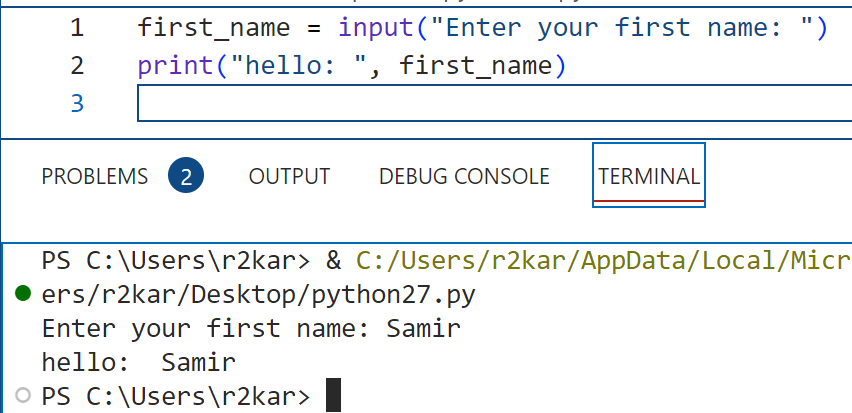 1 first_name = input("Enter your first name: ")
2 print("hello: ", first_name)
3
PROBLEMS 2 OUTPUT DEBUG CONSOLE TERMINAL
PS C:\Users\r2kar> & C:/Users/r2kar/AppData/Local/Micr
ers/r2kar/Desktop/python27.py
Enter your first name: Samir
hello:  Samir
PS C:\Users\r2kar>